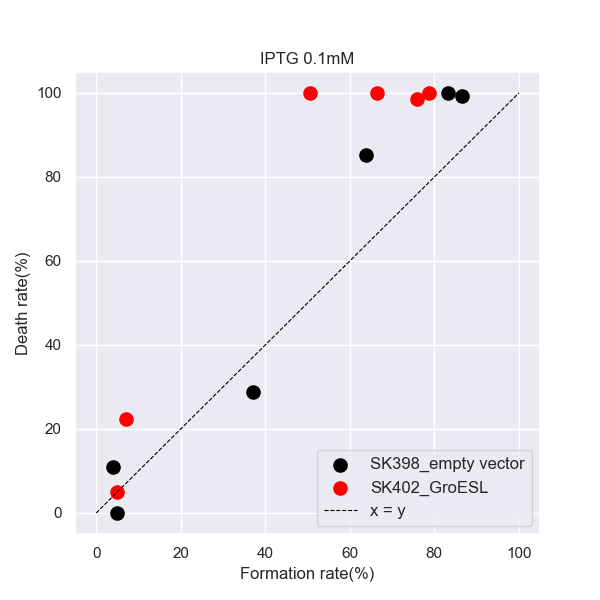 IPTG 0.1mM
Death rate(%)
100
80
60
40
20
0
SK398_empty vector
SK402_GroESL
x = y
0 20 40 60 80 100
Formation rate(%)